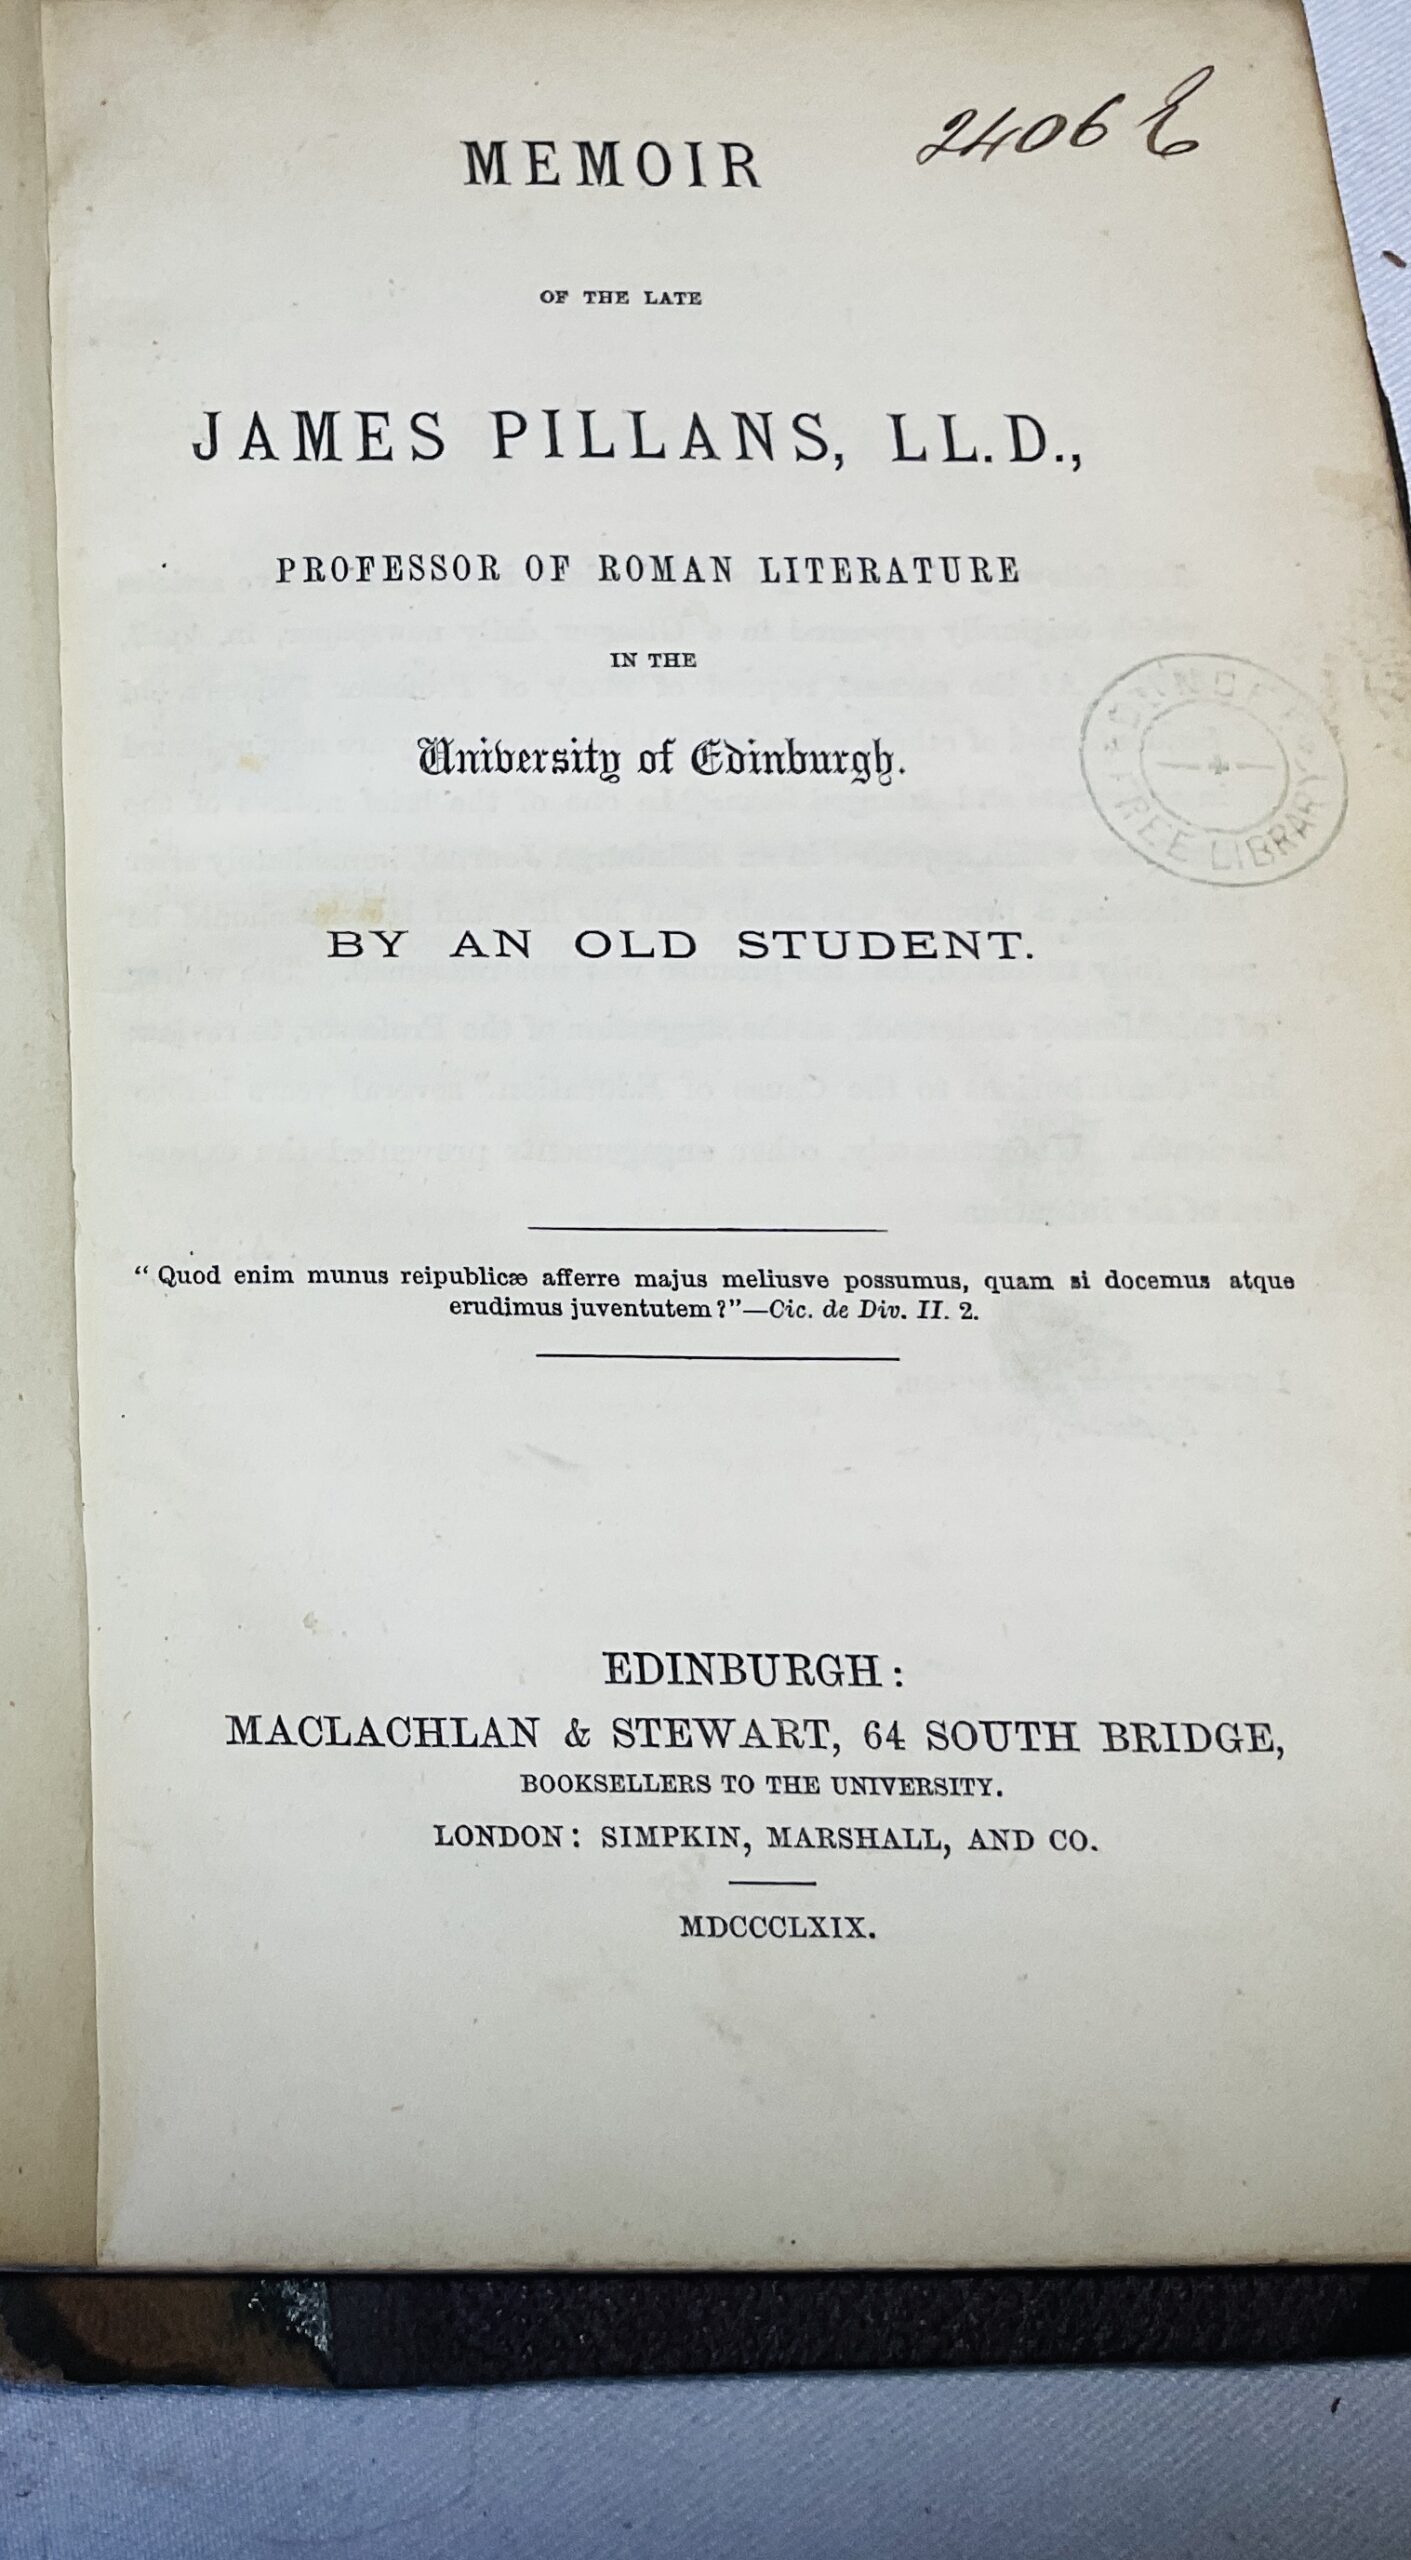 2406 E
MEMOIR
OF THE LATE
JAMES PILLANS, LL.D.,
PROFESSOR OF ROMAN LITERATURE
IN THE
University of Edinburgh.
FREE LIBRARY
BY AN OLD STUDENT.
“Quod enim munus reipublicæ afferre majus meliusve possumus, quam si docemus atque
erudimus juventutem?”—Cic. de Div. II. 2.
EDINBURGH:
MACLACHLAN & STEWART, 64 SOUTH BRIDGE,
BOOKSELLERS TO THE UNIVERSITY.
LONDON: SIMPKIN, MARSHALL, AND CO.
MDCCCLXIX.